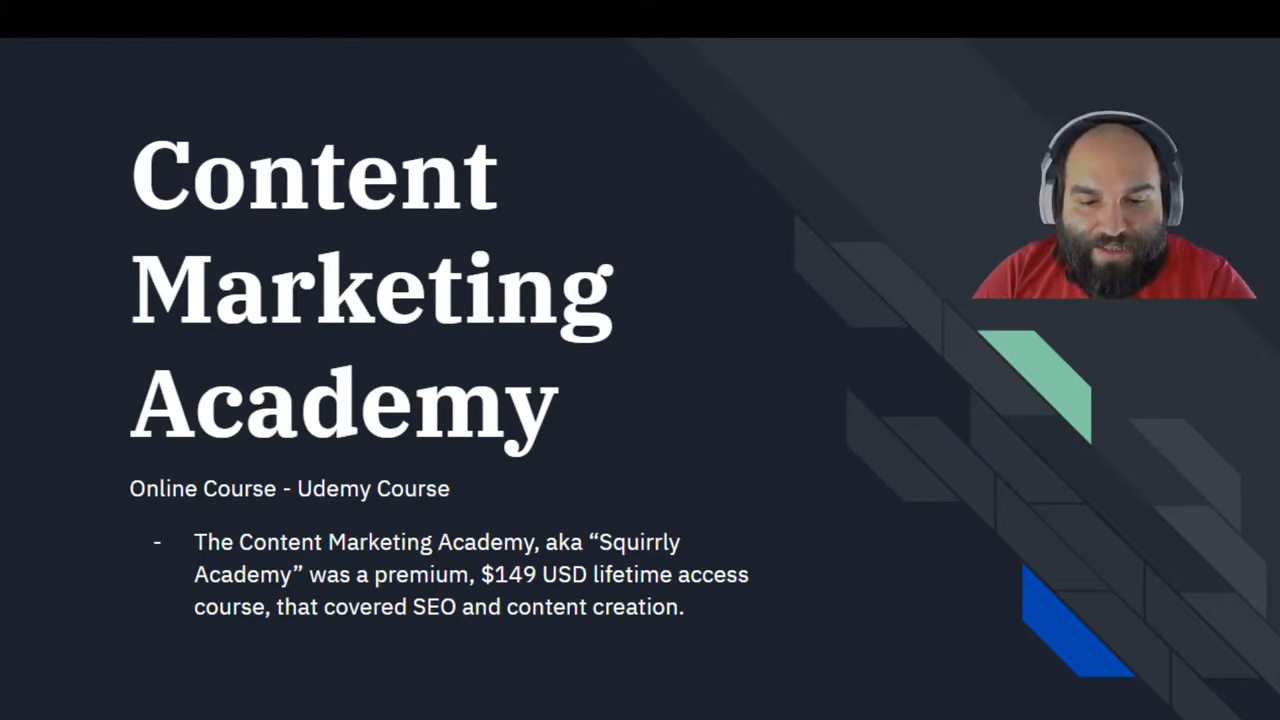 Content
Marketing
Academy
Online Course - Udemy Course
- The Content Marketing Academy, aka “Squirrly
Academy” was a premium, $149 USD lifetime access
course, that covered SEO and content creation.